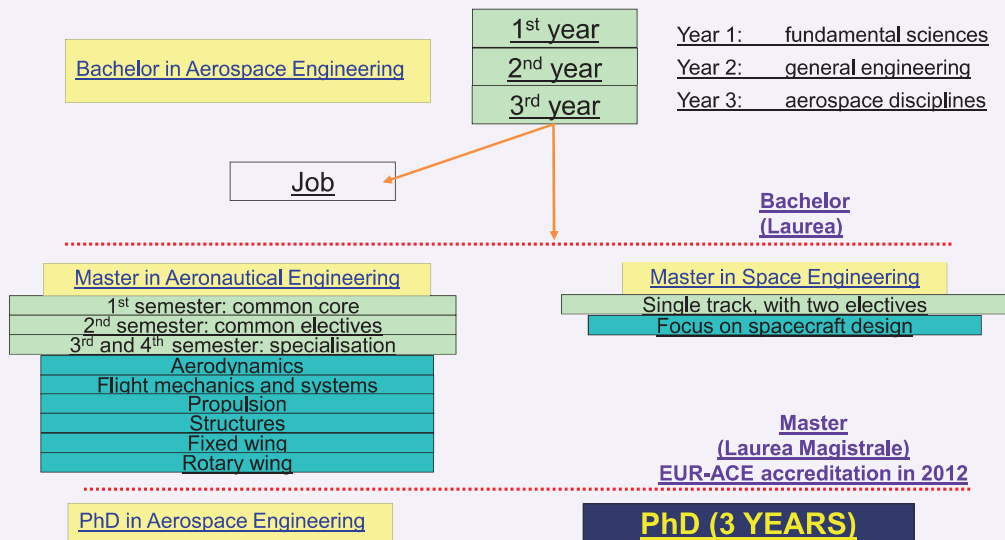 Bachelor in Aerospace Engineering
1st year
2nd year
3rd year
Year 1: fundamental sciences
Year 2: general engineering
Year 3: aerospace disciplines
Job
Bachelor
(Laurea)
Master in Aeronautical Engineering
1st semester: common core
2nd semester: common electives
3rd and 4th semester: specialisation
Aerodynamics
Flight mechanics and systems
Propulsion
Structures
Fixed wing
Rotary wing
Master in Space Engineering
Single track, with two electives
Focus on spacecraft design
Master
(Laurea Magistrale)
EUR-ACE accreditation in 2012
PhD in Aerospace Engineering
PhD (3 YEARS)